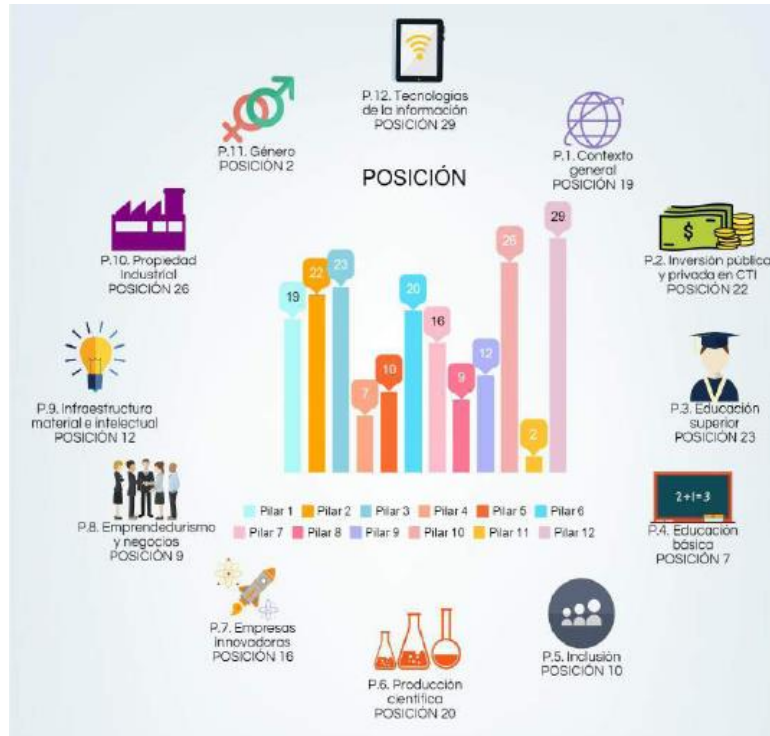 P.12. Tecnologías
de la información
POSICIÓN 29
P.11. Género
POSICIÓN 2
P.1. Contexto
general
POSICIÓN 19
POSICIÓN
P.10. Propiedad
Industrial
POSICIÓN 26
$
P.2. Inversión pública
y privada en CTI
POSICIÓN 22
19
22
23
7
10
20
16
9
12
26
2
29
P.9. Infraestructura
material e intelectual
POSICIÓN 12
P.3. Educación
superior
POSICIÓN 23
P.8. Emprendedurismo
y negocios
POSICIÓN 9
2+1=3
P.4. Educación
básica
POSICIÓN 7
Pilar 1 Pilar 2 Pilar 3 Pilar 4 Pilar 5 Pilar 6
Pilar 7 Pilar 8 Pilar 9 Pilar 10 Pilar 11 Pilar 12
P.7. Empresas
innovadoras
POSICIÓN 16
P.6. Producción
científica
POSICIÓN 20
P.5. Inclusión
POSICIÓN 10